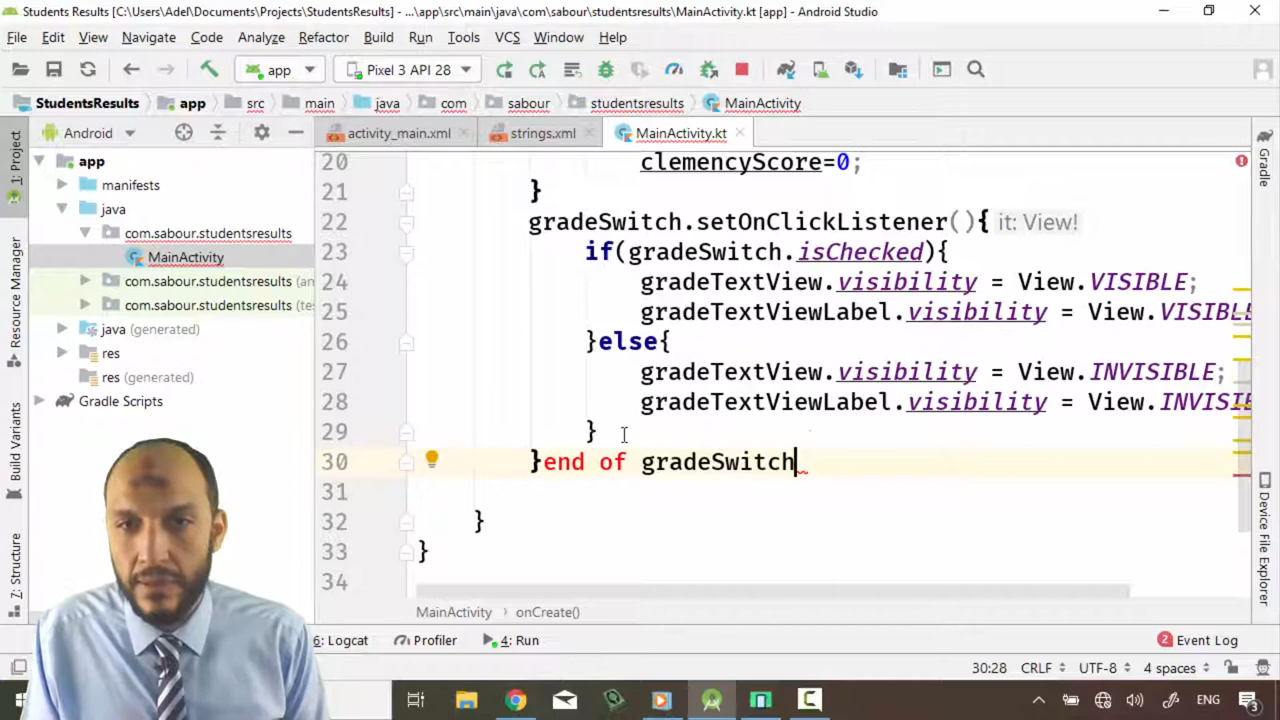 Students Results [C:\Users\Adel\Documents\Projects\StudentsResults] - ...\app\src\main\java\com\sabour\studentsresults\MainActivity.kt [app] - Android Studio
File Edit View Navigate Code Analyze Refactor Build Run Tools VCS Window Help
app Pixel 3 API 28
StudentsResults app src main java com sabour studentsresults MainActivity
Android activity_main.xml strings.xml MainActivity.kt
1: Project
Resource Manager
Build Variants
Z: Structure
app
manifests
java
com.sabour.studentsresults
MainActivity
com.sabour.studentsresults (an
com.sabour.studentsresults (te
java (generated)
res
res (generated)
Gradle Scripts
20 clemencyScore=0;
21 }
22 gradeSwitch.setOnClickListener(){ it: View!
23 if(gradeSwitch.isChecked){
24 gradeTextView.visibility = View.VISIBLE;
25 gradeTextViewLabel.visibility = View.VISIBLE
26 }else{
27 gradeTextView.visibility = View.INVISIBLE;
28 gradeTextViewLabel.visibility = View.INVISIB
29 }
30 }end of gradeSwitch
31
32 }
33 }
34
Gradle
Device File Explorer
MainActivity › onCreate()
6: Logcat Profiler 4: Run 2 Event Log
30:28 CRLF UTF-8 4 spaces
ENG 3